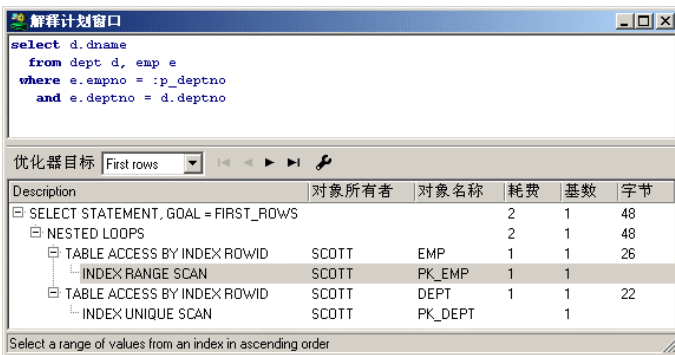 解释计划窗口
select d.dname
from dept d, emp e
where e.empno = :p_deptno
and e.deptno = d.deptno
优化器目标 First rows
Description 对象所有者 对象名称 耗费 基数 字节
SELECT STATEMENT, GOAL = FIRST_ROWS 2 1 48
NESTED LOOPS 2 1 48
TABLE ACCESS BY INDEX ROWID SCOTT EMP 1 1 26
INDEX RANGE SCAN SCOTT PK_EMP 1 1
TABLE ACCESS BY INDEX ROWID SCOTT DEPT 1 1 22
INDEX UNIQUE SCAN SCOTT PK_DEPT 1
Select a range of values from an index in ascending order